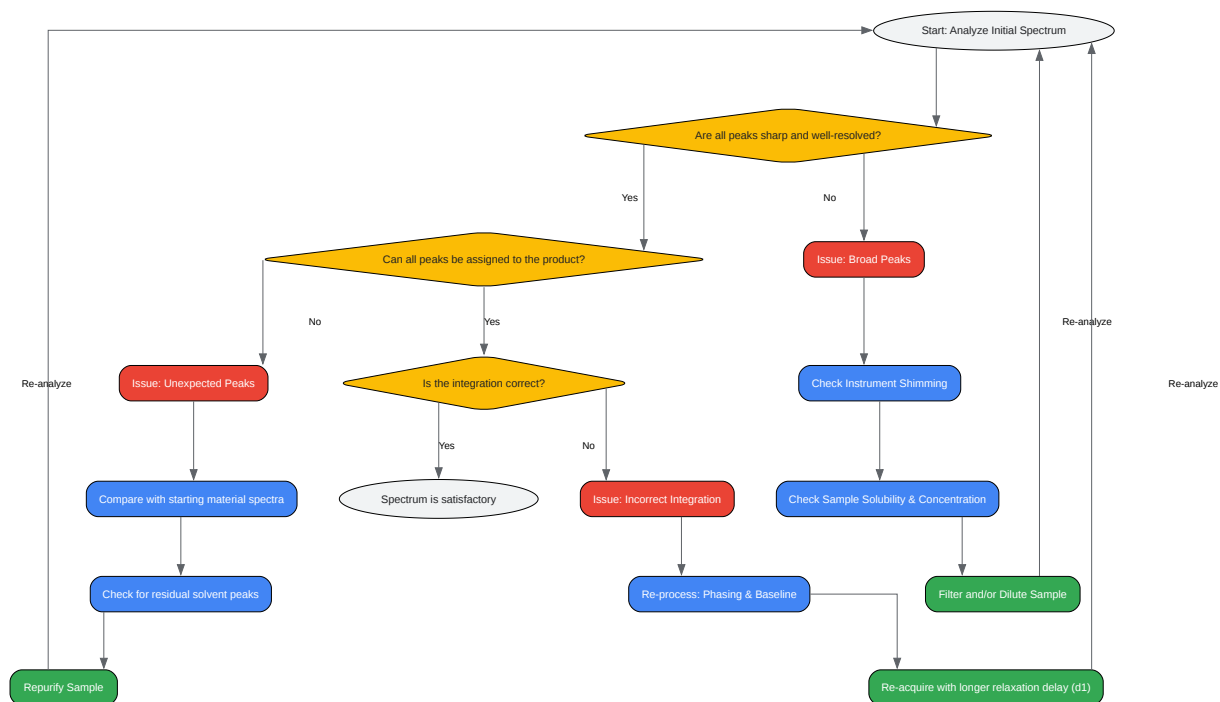 Start: Analyze Initial Spectrum
Are all peaks sharp and well-resolved?
Yes
No
Can all peaks be assigned to the product?
Issue: Broad Peaks
No
Yes
Re-analyze
Re-analyze
Issue: Unexpected Peaks
Is the integration correct?
Check Instrument Shimming
Re-analyze
Yes
No
Compare with starting material spectra
Spectrum is satisfactory
Issue: Incorrect Integration
Check Sample Solubility & Concentration
Check for residual solvent peaks
Re-process: Phasing & Baseline
Filter and/or Dilute Sample
Repurify Sample
Re-acquire with longer relaxation delay (d1)